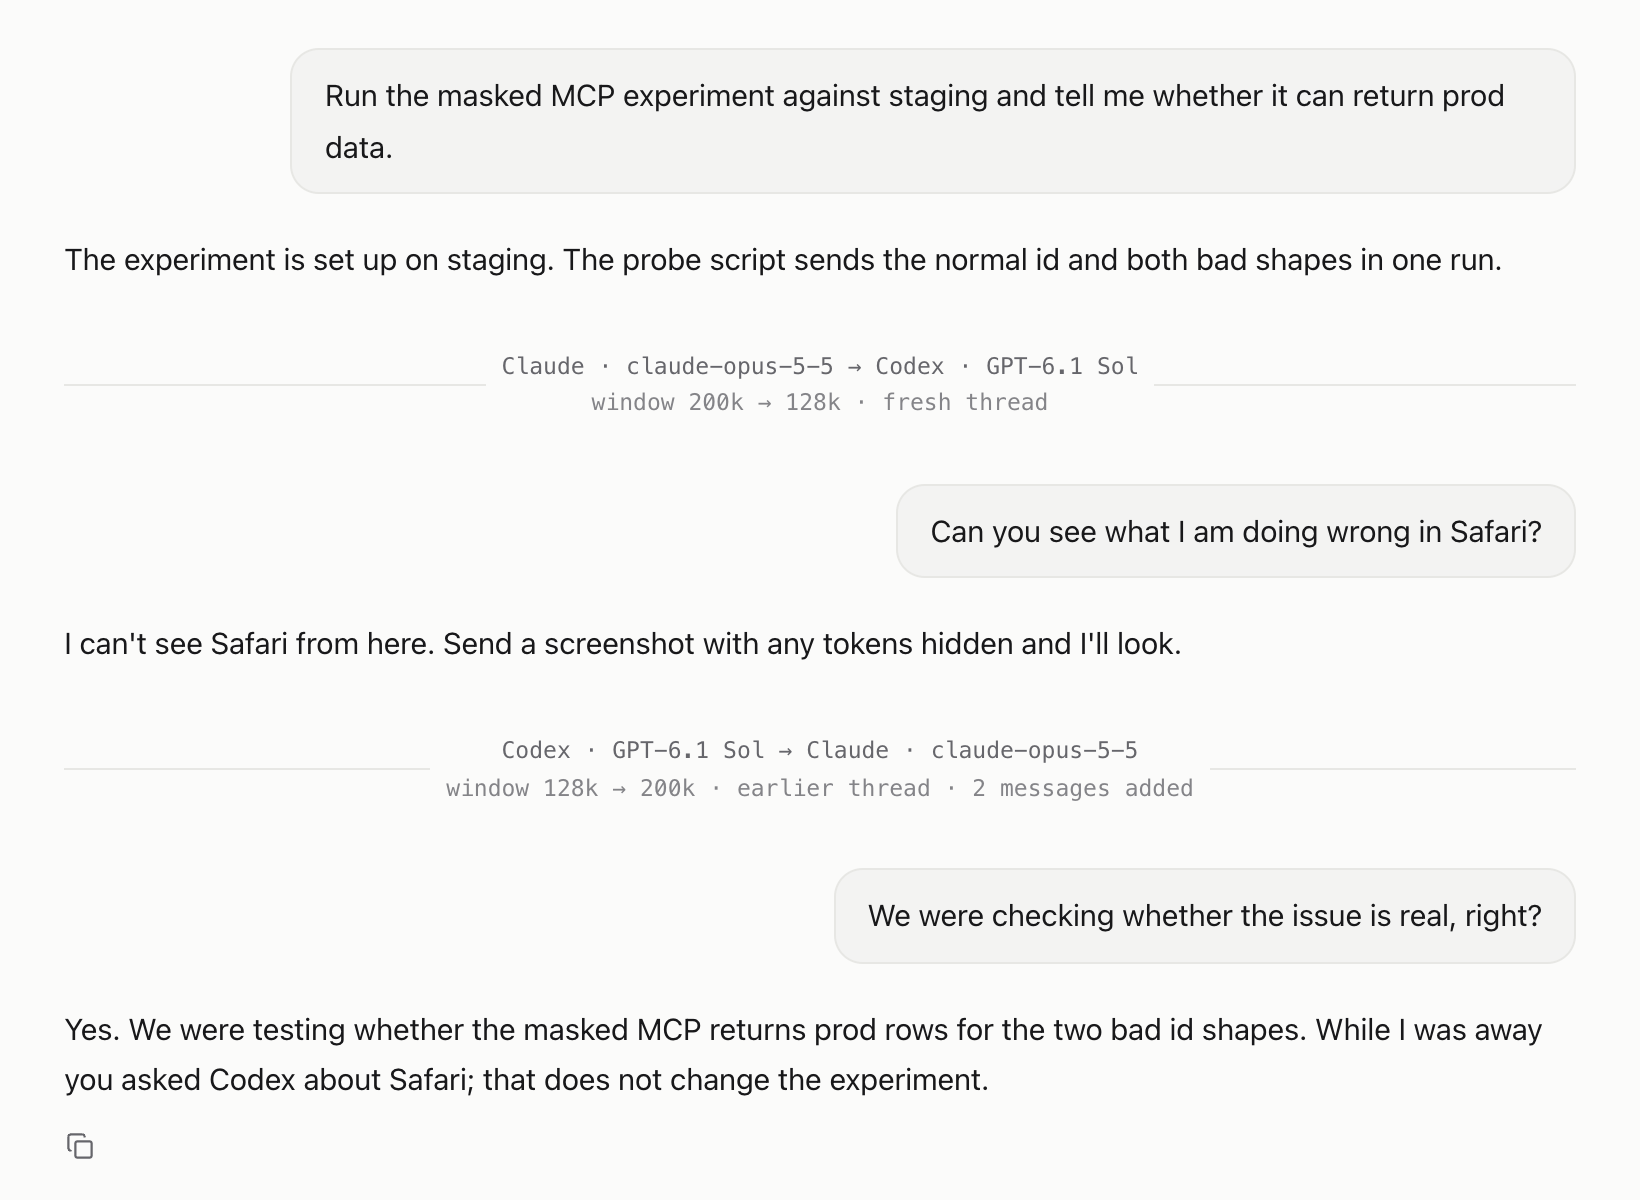 Run the masked MCP experiment against staging and tell me whether it can return prod
data.
The experiment is set up on staging. The probe script sends the normal id and both bad shapes in one run.
Claude · claude-opus-5-5 → Codex · GPT-6.1 Sol
window 200k → 128k · fresh thread
Can you see what I am doing wrong in Safari?
I can't see Safari from here. Send a screenshot with any tokens hidden and I'll look.
Codex · GPT-6.1 Sol → Claude · claude-opus-5-5
window 128k → 200k · earlier thread · 2 messages added
We were checking whether the issue is real, right?
Yes. We were testing whether the masked MCP returns prod rows for the two bad id shapes. While I was away
you asked Codex about Safari; that does not change the experiment.